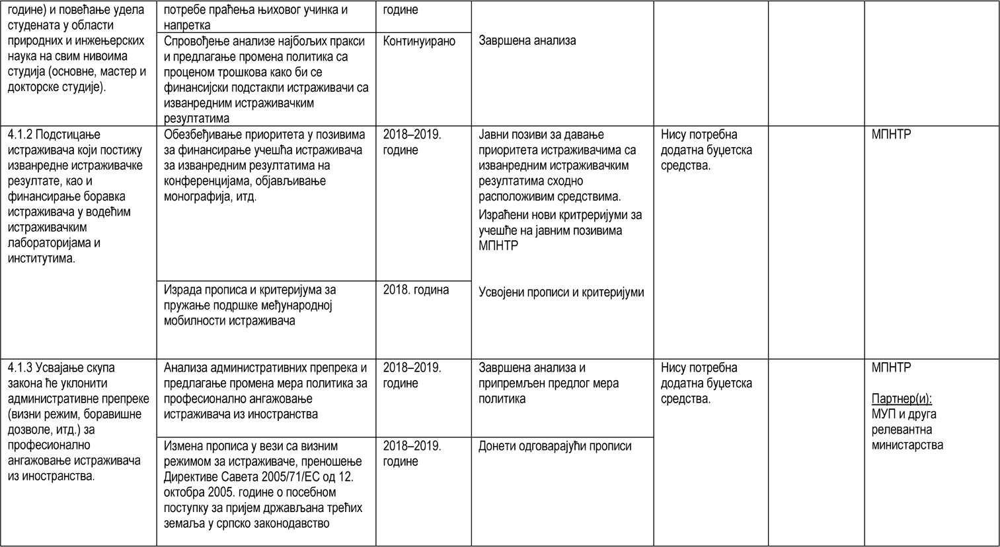 године) и повећање удела
студената у области
природних и инжењерских
наука на свим нивоима
студија (основне, мастер и
докторске студије).
потребе праћења њиховог учинка и
напретка
године
Спровођење анализе најбољих пракси
и предлагање промена политика са
проценом трошкова како би се
финансијски подстакли истраживачи са
изванредним истраживачким
резултатима
Континуирано
Завршена анализа
4.1.2 Подстицање
истраживача који постижу
изванредне истраживачке
резултате, као и
финансирање боравка
истраживача у водећим
истраживачким
лабораторијама и
институтима.
Обезбеђивање приоритета у позивима
за финансирање учешћа истраживача
за изванредним резултатима на
конференцијама, објављивање
монографија, итд.
2018–2019.
године
Јавни позиви за давање
приоритета истраживачима са
изванредним истраживачким
резултатима сходно
расположивим средствима.
Израђени нови критреријуми за
учешће на јавним позивима
МПНТР
Нису потребна
додатна буџетска
средства.
МПНТР
Израда прописа и критеријума за
пружање подршке међународној
мобилности истраживача
2018. година
Усвојени прописи и критеријуми
4.1.3 Усвајање скупа
закона ће уклонити
административне препреке
(визни режим, боравишне
дозволе, итд.) за
професионално
ангажовање истраживача
из иностранства.
Анализа административних препрека и
предлагање промена мера политика за
професионално ангажовање
истраживача из иностранства
2018–2019.
године
Завршена анализа и
припремљен предлог мера
политика
Нису потребна
додатна буџетска
средства.
МПНТР
Партнер(и):
МУП и друга
релевантна
министарства
Измена прописа у вези са визним
режимом за истраживаче, преношење
Директиве Савета 2005/71/ЕС од 12.
октобра 2005. године о посебном
поступку за пријем држављана трећих
земаља у српско законодавство
2018–2019.
године
Донети одговарајући прописи